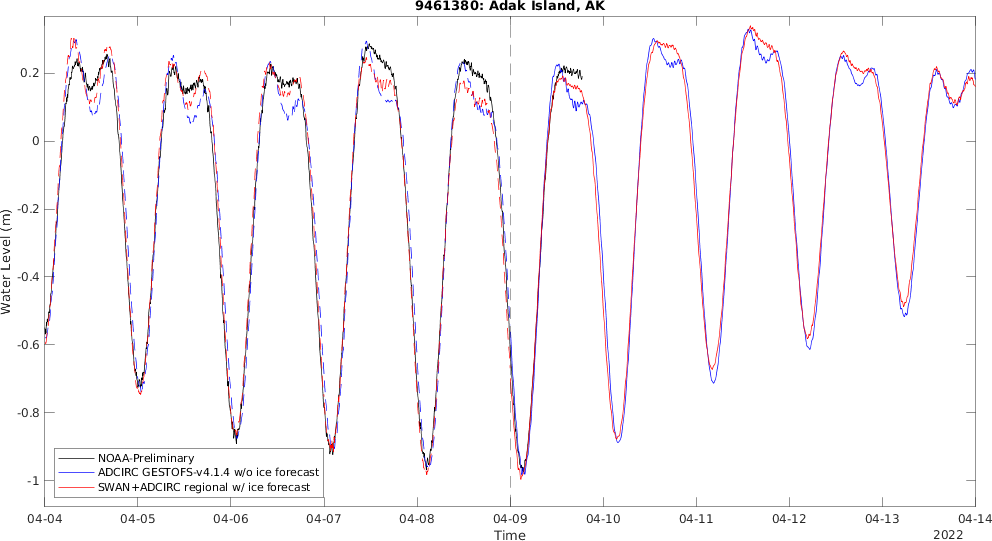 9461380: Adak Island, AK
Water Level (m)
0.2
0
-0.2
-0.4
-0.6
-0.8
-1
NOAA-Preliminary
ADCIRC GESTOFS-v4.1.4 w/o ice forecast
SWAN+ADCIRC regional w/ ice forecast
04-04 04-05 04-06 04-07 04-08 04-09 04-10 04-11 04-12 04-13 04-14
Time
2022